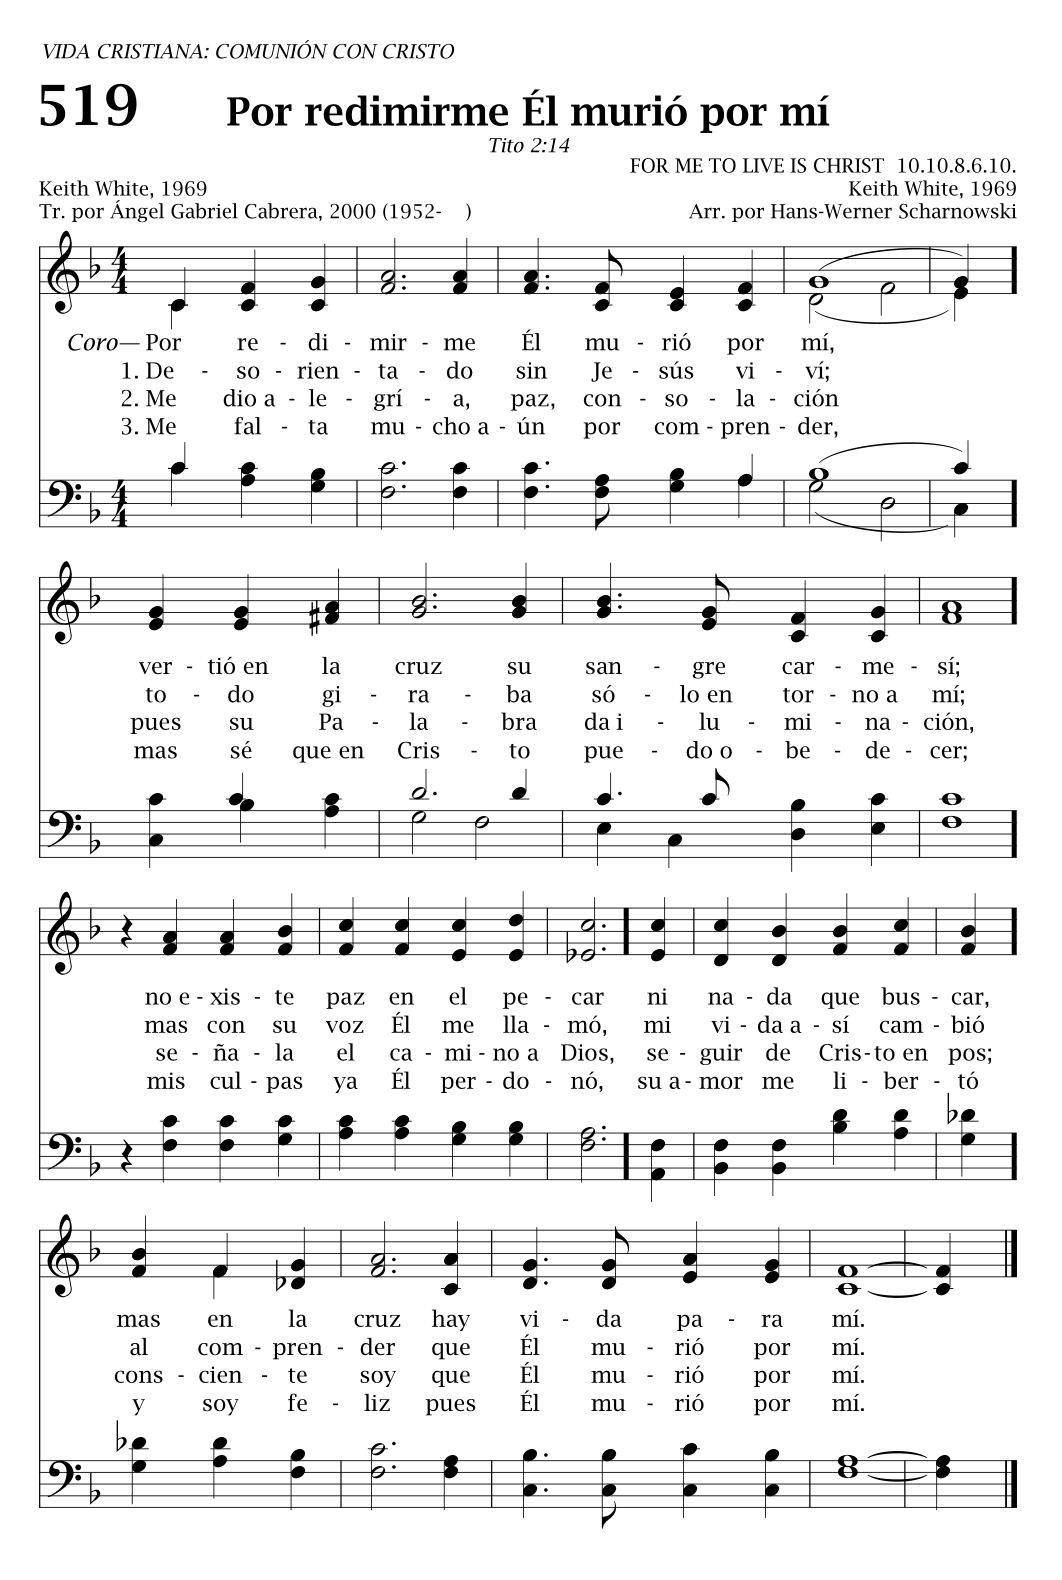 VIDA CRISTIANA: COMUNIÓN CON CRISTO
519 Por redimirme Él murió por mí
Tito 2:14
FOR ME TO LIVE IS CHRIST 10.10.8.6.10.
Keith White, 1969 Keith White, 1969
Tr. por Ángel Gabriel Cabrera, 2000 (1952- ) Arr. por Hans-Werner Scharnowski
4 4
Coro— Por re - di - mir - me Él mu - rió por mí,
1. De - so - rien - ta - do sin Je - sús vi - ví;
2. Me dio a - le - grí - a, paz, con - so - la - ción
3. Me fal - ta mu - cho a - ún por com - pren - der,
4 4
ver - tió en la cruz su san - gre car - me - sí;
to - do gi - ra - ba só - lo en tor - no a mí;
pues su Pa - la - bra da i - lu - mi - na - ción,
mas sé que en Cris - to pue - do o - be - de - cer;
no e - xis - te paz en el pe - car ni na - da que bus - car,
mas con su voz Él me lla - mó, mi vi - da a - sí cam - bió
se - ña - la el ca - mi - no a Dios, se - guir de Cris - to en pos;
mis cul - pas ya Él per - do - nó, su a - mor me li - ber - tó
mas en la cruz hay vi - da pa - ra mí.
al com - pren - der que Él mu - rió por mí.
cons - cien - te soy que Él mu - rió por mí.
y soy fe - liz pues Él mu - rió por mí.